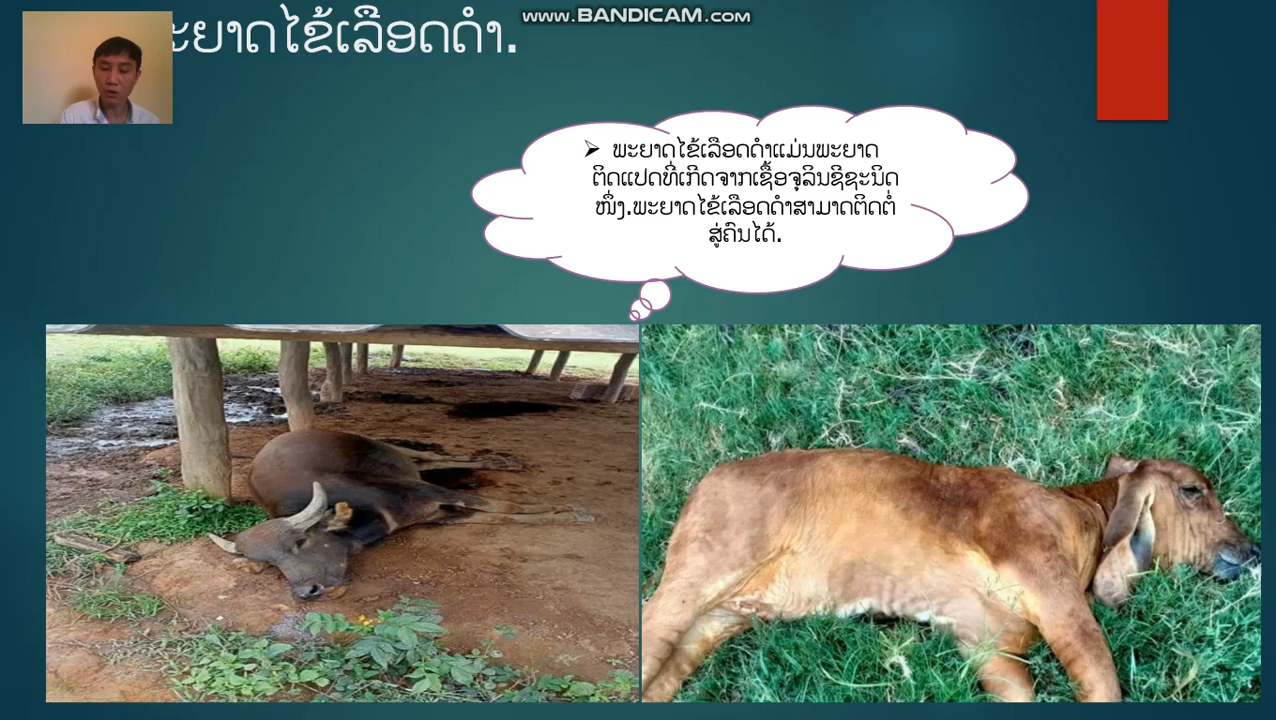 www.BANDICAM.com
ະຍາດໄຂ້ເລືອດດຳ.
➢ ພະຍາດໄຂ້ເລືອດດຳແມ່ນພະຍາດ
ຕິດແປດທີ່ເກີດຈາກເຊື້ອຈຸລິນຊີຊະນິດ
ໜຶ່ງ.ພະຍາດໄຂ້ເລືອດດຳສາມາດຕິດຕໍ່
ສູ່ຄົນໄດ້.